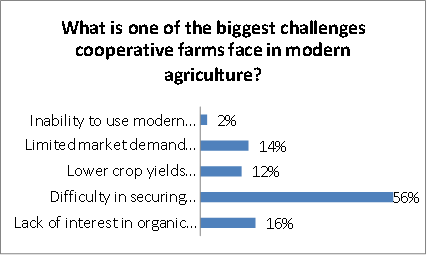 What is one of the biggest challenges
cooperative farms face in modern
agriculture?
Inability to use modern... 2%
Limited market demand... 14%
Lower crop yields... 12%
Difficulty in securing... 56%
Lack of interest in organic... 16%